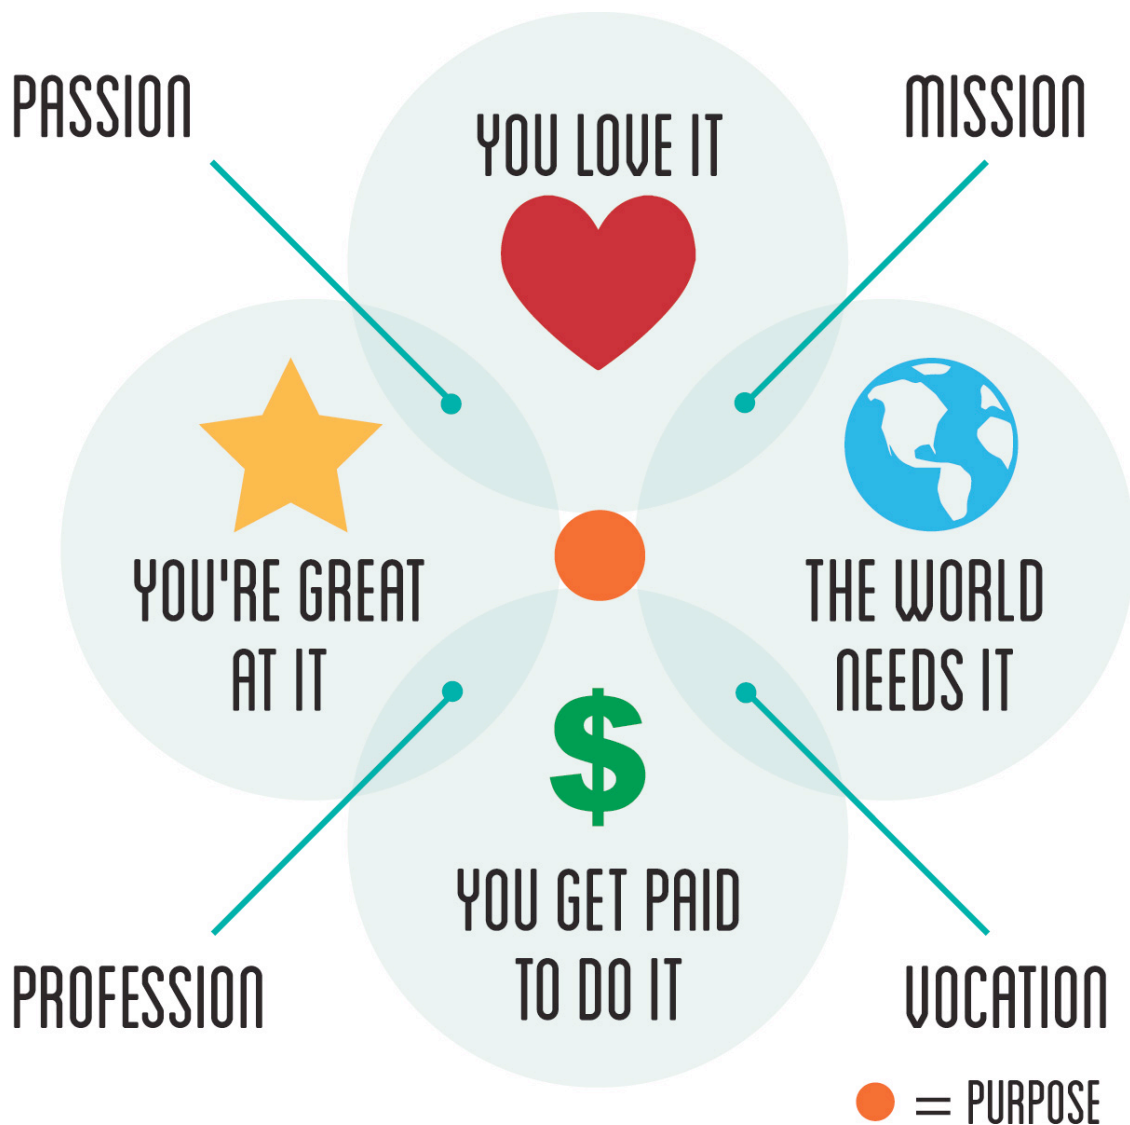 PASSION
MISSION
YOU LOVE IT
YOU'RE GREAT
AT IT
THE WORLD
NEEDS IT
$
YOU GET PAID
TO DO IT
PROFESSION
VOCATION
= PURPOSE